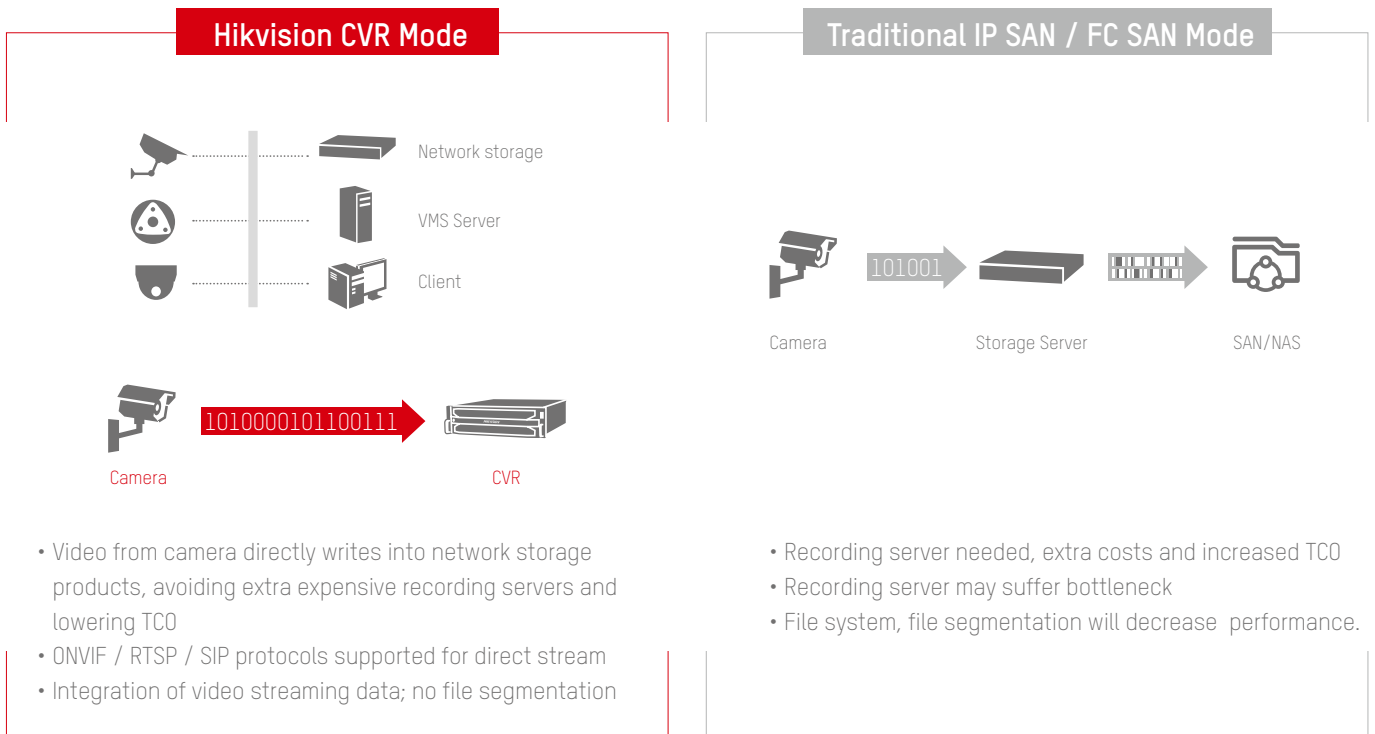 Hikvision CVR Mode
Network storage
VMS Server
Client
1010000101100111
Camera
CVR
• Video from camera directly writes into network storage
products, avoiding extra expensive recording servers and
lowering TCO
• ONVIF / RTSP / SIP protocols supported for direct stream
• Integration of video streaming data; no file segmentation
Traditional IP SAN / FC SAN Mode
101001
Camera
Storage Server
SAN/NAS
• Recording server needed, extra costs and increased TCO
• Recording server may suffer bottleneck
• File system, file segmentation will decrease performance.